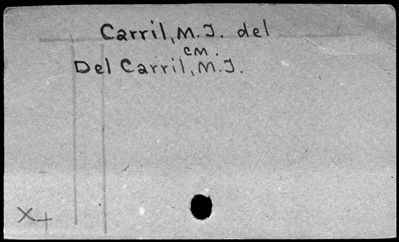 Carril, M. J. del
CM.
Del Carril, M. J.
X+